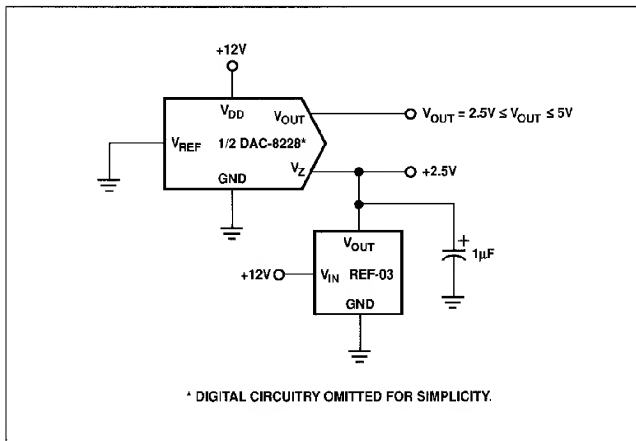 +12V
VDD
VOUT
VOUT = 2.5V ≤ VOUT ≤ 5V
VREF
1/2 DAC-8228*
VZ
+2.5V
GND
VOUT
+
1µF
+12V
VIN
REF-03
GND
* DIGITAL CIRCUITRY OMITTED FOR SIMPLICITY.